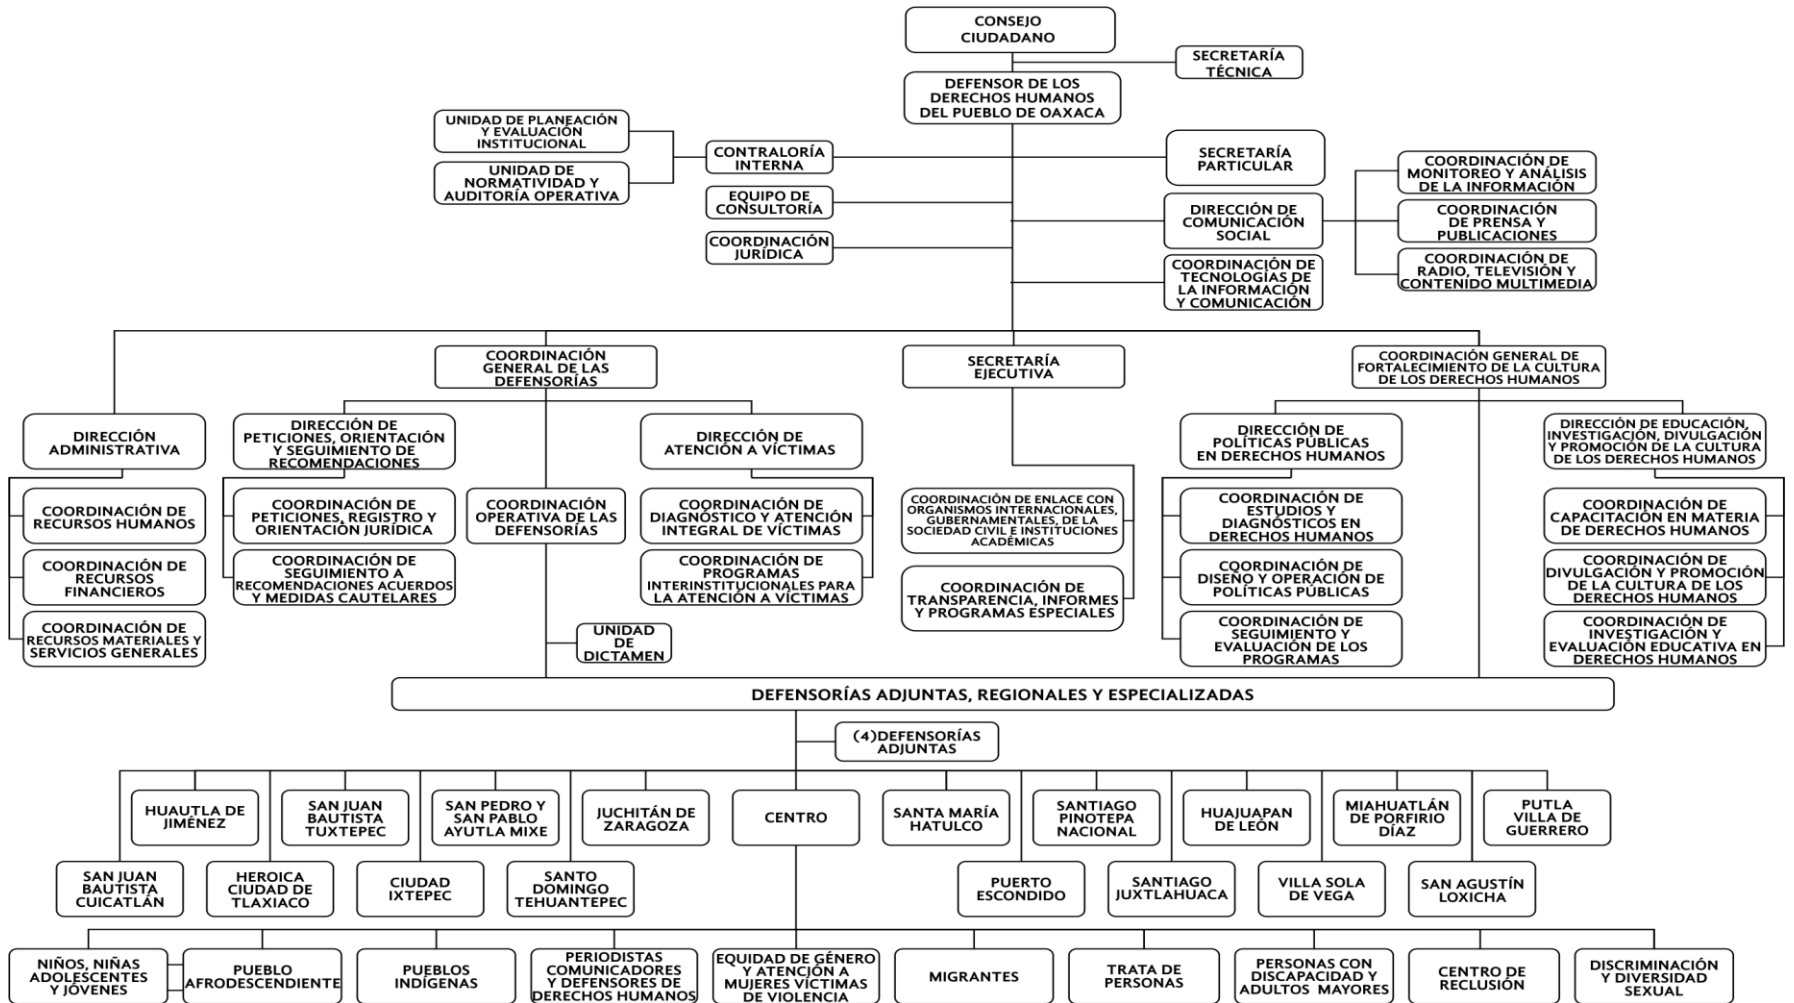 CONSEJO
CIUDADANO
SECRETARÍA
TÉCNICA
DEFENSOR DE LOS
DERECHOS HUMANOS
DEL PUEBLO DE OAXACA
UNIDAD DE PLANEACIÓN
Y EVALUACIÓN
INSTITUCIONAL
UNIDAD DE
NORMATIVIDAD Y
AUDITORÍA OPERATIVA
CONTRALORÍA
INTERNA
EQUIPO DE
CONSULTORÍA
COORDINACIÓN
JURÍDICA
SECRETARÍA
PARTICULAR
DIRECCIÓN DE
COMUNICACIÓN
SOCIAL
COORDINACIÓN DE
TECNOLOGÍAS DE
LA INFORMACIÓN
Y COMUNICACIÓN
COORDINACIÓN DE
MONITOREO Y ANÁLISIS
DE LA INFORMACIÓN
COORDINACIÓN
DE PRENSA Y
PUBLICACIONES
COORDINACIÓN DE
RADIO, TELEVISIÓN Y
CONTENIDO MULTIMEDIA
COORDINACIÓN
GENERAL DE LAS
DEFENSORÍAS
SECRETARÍA
EJECUTIVA
COORDINACIÓN GENERAL DE
FORTALECIMIENTO DE LA CULTURA
DE LOS DERECHOS HUMANOS
DIRECCIÓN
ADMINISTRATIVA
DIRECCIÓN DE
PETICIONES, ORIENTACIÓN
Y SEGUIMIENTO DE
RECOMENDACIONES
DIRECCIÓN DE
ATENCIÓN A VÍCTIMAS
DIRECCIÓN DE
POLÍTICAS PÚBLICAS
EN DERECHOS HUMANOS
DIRECCIÓN DE EDUCACIÓN,
INVESTIGACIÓN, DIVULGACIÓN
Y PROMOCIÓN DE LA CULTURA
DE LOS DERECHOS HUMANOS
COORDINACIÓN DE
RECURSOS HUMANOS
COORDINACIÓN DE
RECURSOS
FINANCIEROS
COORDINACIÓN DE
RECURSOS MATERIALES Y
SERVICIOS GENERALES
COORDINACIÓN DE
PETICIONES, REGISTRO Y
ORIENTACIÓN JURÍDICA
COORDINACIÓN DE
SEGUIMIENTO A
RECOMENDACIONES ACUERDOS
Y MEDIDAS CAUTELARES
COORDINACIÓN
OPERATIVA DE LAS
DEFENSORÍAS
UNIDAD
DE
DICTAMEN
COORDINACIÓN DE
DIAGNÓSTICO Y ATENCIÓN
INTEGRAL DE VÍCTIMAS
COORDINACIÓN DE
PROGRAMAS
INTERINSTITUCIONALES PARA
LA ATENCIÓN A VÍCTIMAS
COORDINACIÓN DE ENLACE CON
ORGANISMOS INTERNACIONALES,
GUBERNAMENTALES, DE LA
SOCIEDAD CIVIL E INSTITUCIONES
ACADÉMICAS
COORDINACIÓN DE
TRANSPARENCIA, INFORMES
Y PROGRAMAS ESPECIALES
COORDINACIÓN DE
ESTUDIOS Y
DIAGNÓSTICOS EN
DERECHOS HUMANOS
COORDINACIÓN DE
DISEÑO Y OPERACIÓN DE
POLÍTICAS PÚBLICAS
COORDINACIÓN DE
SEGUIMIENTO Y
EVALUACIÓN DE LOS
PROGRAMAS
COORDINACIÓN DE
CAPACITACIÓN EN MATERIA
DE DERECHOS HUMANOS
COORDINACIÓN DE
DIVULGACIÓN Y PROMOCIÓN
DE LA CULTURA DE LOS
DERECHOS HUMANOS
COORDINACIÓN DE
INVESTIGACIÓN Y
EVALUACIÓN EDUCATIVA EN
DERECHOS HUMANOS
DEFENSORÍAS ADJUNTAS, REGIONALES Y ESPECIALIZADAS
(4)DEFENSORÍAS
ADJUNTAS
HUAUTLA DE
JIMÉNEZ
SAN JUAN
BAUTISTA
TUXTEPEC
SAN PEDRO Y
SAN PABLO
AYUTLA MIXE
JUCHITÁN DE
ZARAGOZA
CENTRO
SANTA MARÍA
HATULCO
SANTIAGO
PINOTEPA
NACIONAL
HUAJUAPAN
DE LEÓN
MIAHUATLÁN
DE PORFIRIO
DÍAZ
PUTLA
VILLA DE
GUERRERO
SAN JUAN
BAUTISTA
CUICATLÁN
HEROICA
CIUDAD DE
TLAXIACO
CIUDAD
IXTEPEC
SANTO
DOMINGO
TEHUANTEPEC
PUERTO
ESCONDIDO
SANTIAGO
JUXTLAHUACA
VILLA SOLA
DE VEGA
SAN AGUSTÍN
LOXICHA
NIÑOS, NIÑAS
ADOLESCENTES
Y JÓVENES
PUEBLO
AFRODESCENDIENTE
PUEBLOS
INDÍGENAS
PERIODISTAS
COMUNICADORES
Y DEFENSORES DE
DERECHOS HUMANOS
EQUIDAD DE GÉNERO
Y ATENCIÓN A
MUJERES VÍCTIMAS
DE VIOLENCIA
MIGRANTES
TRATA DE
PERSONAS
PERSONAS CON
DISCAPACIDAD Y
ADULTOS MAYORES
CENTRO DE
RECLUSIÓN
DISCRIMINACIÓN
Y DIVERSIDAD
SEXUAL